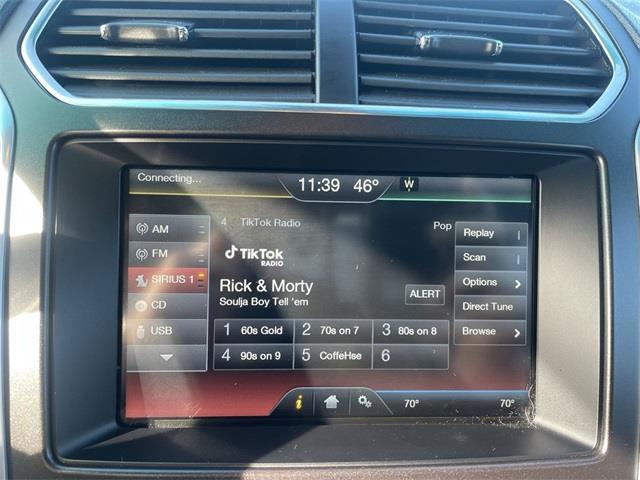 Connecting...
11:39 46° W
4 TikTok Radio Pop
AM
FM
SIRIUS 1
CD
USB
TikTok
RADIO
Rick & Morty
Soulja Boy Tell 'em
ALERT
1 60s Gold 2 70s on 7 3 80s on 8
4 90s on 9 5 CoffeHse 6
Replay
Scan
Options
Direct Tune
Browse
i 70° 70°